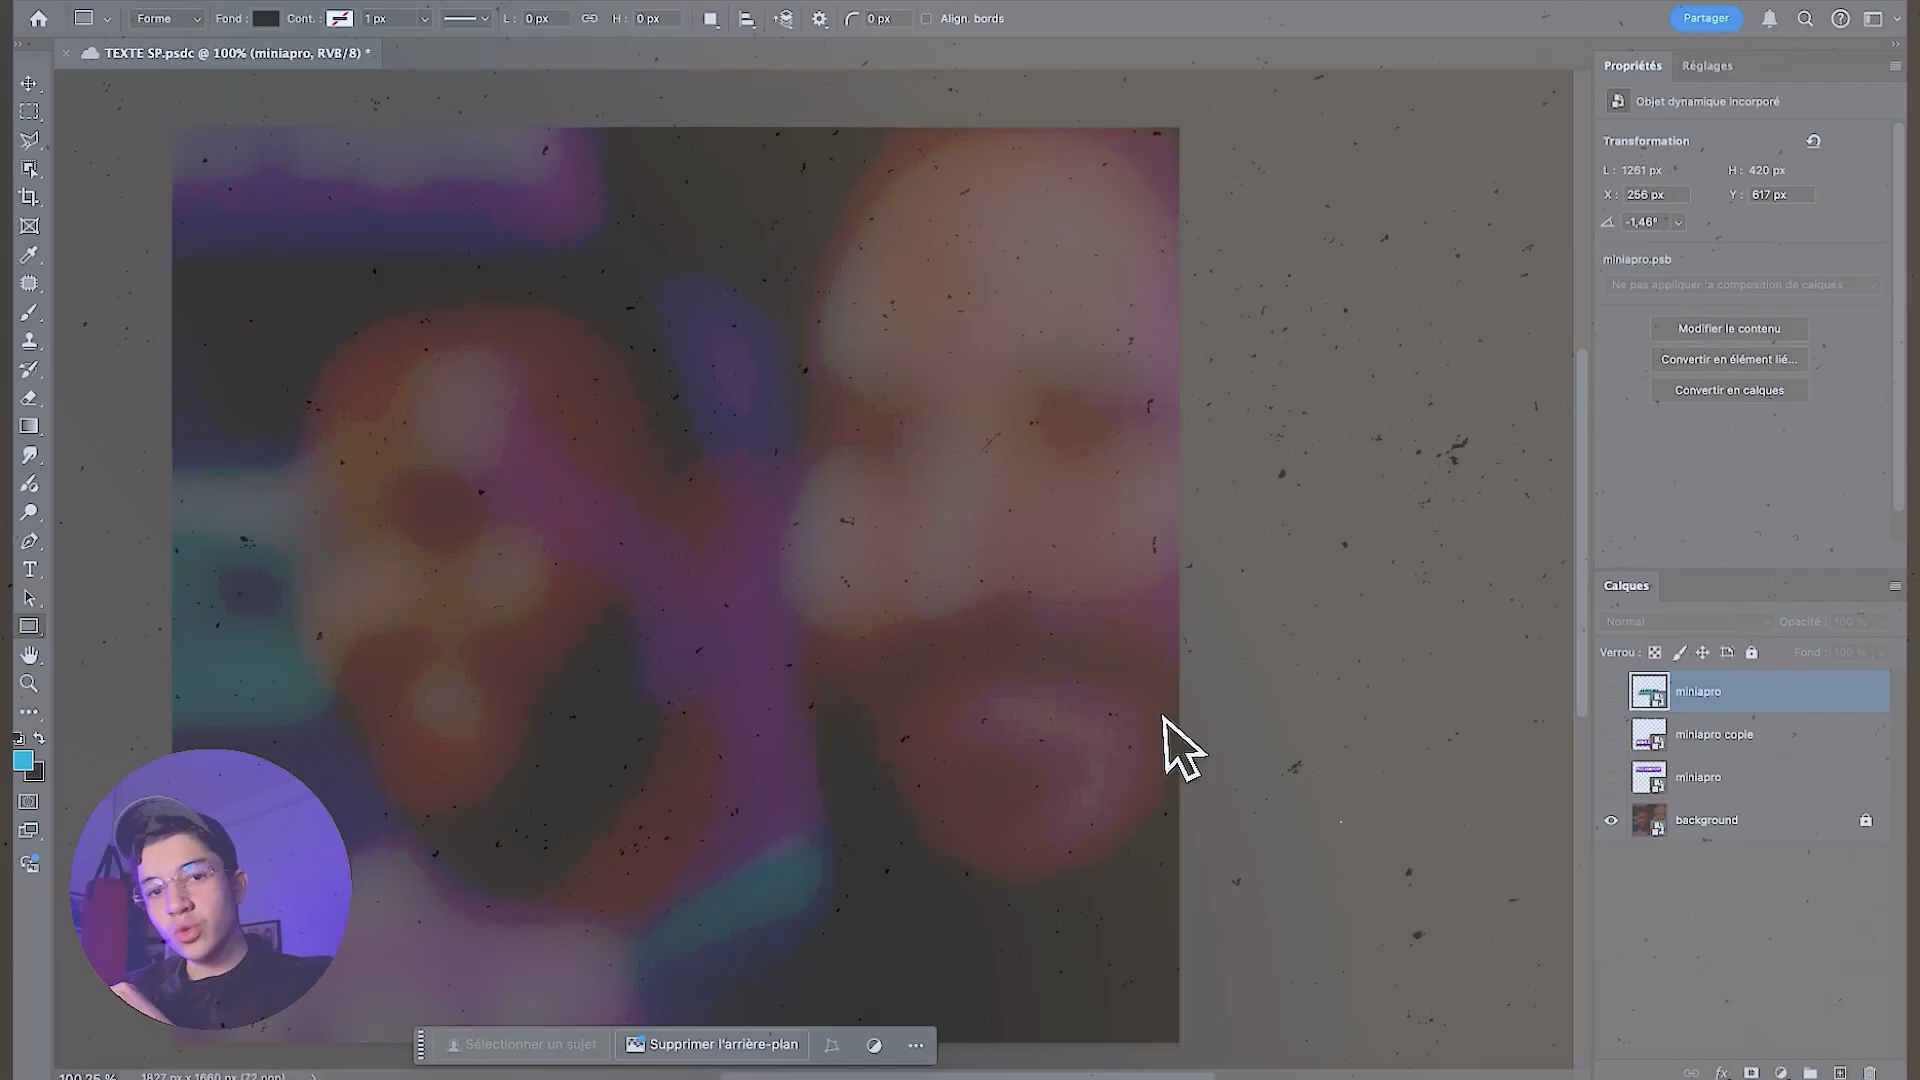 Forme
Fond :
Cont. :
1 px
L : 0 px
H : 0 px
0 px
Align. bords
Partager
× TEXTE SP.psdc @ 100% (miniapro, RVB/8) *
Propriétés
Réglages
Objet dynamique incorporé
Transformation
L : 1261 px
H : 420 px
X : 256 px
Y : 617 px
-1,46°
miniapro.psb
Ne pas appliquer la composition de calques
Modifier le contenu
Convertir en élément lié...
Convertir en calques
Calques
Normal
Opacité : 100 %
Verrou :
Fond : 100 %
miniapro
miniapro copie
miniapro
background
Sélectionner un sujet
Supprimer l'arrière-plan
100,25 %
1827 px x 1660 px (72 ppp)
fx